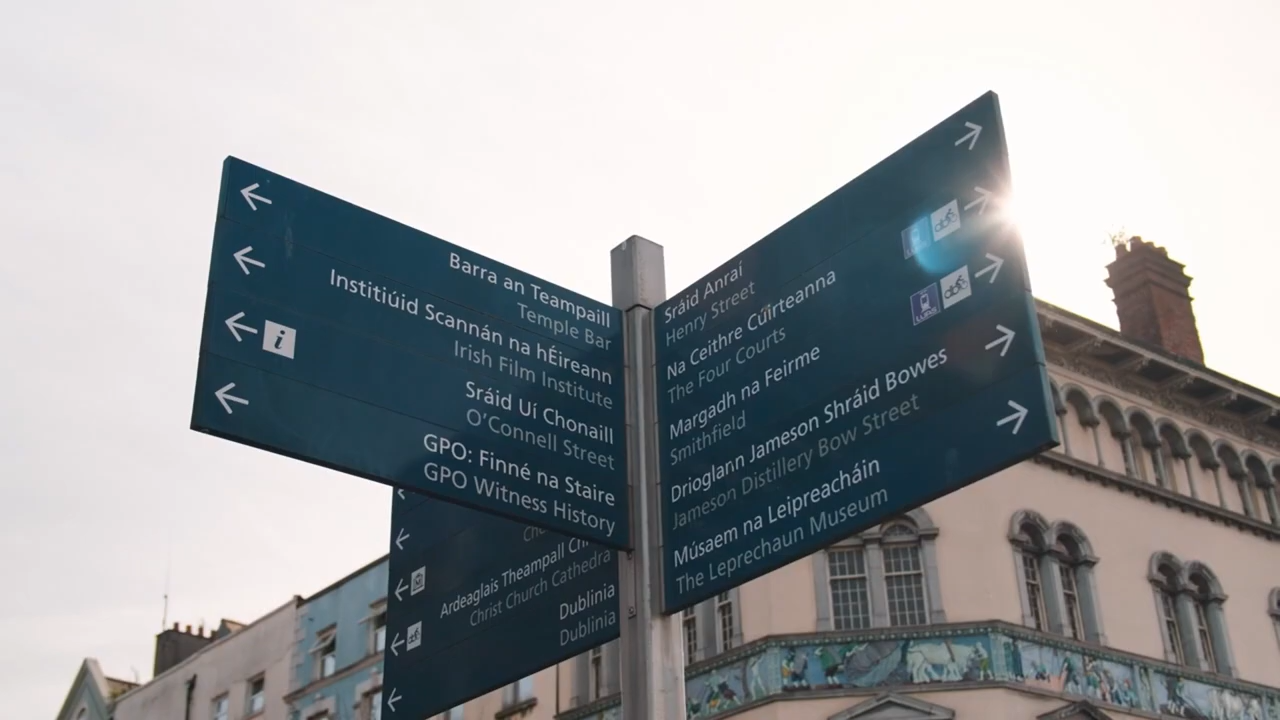 Barra an Teampaill
Temple Bar
Institiúid Scannán na hÉireann
Irish Film Institute
Sráid Uí Chonaill
O'Connell Street
GPO: Finné na Staire
GPO Witness History
i
Sráid Anraí
Henry Street
Na Ceithre Cúirteanna
The Four Courts
Margadh na Feirme
Smithfield
Drioglann Jameson Shráid Bowes
Jameson Distillery Bow Street
Músaem na Leipreacháin
The Leprechaun Museum
LUAS
Ardeaglais Theampall
Christ Church Cathedra
Dublinia
Dublinia